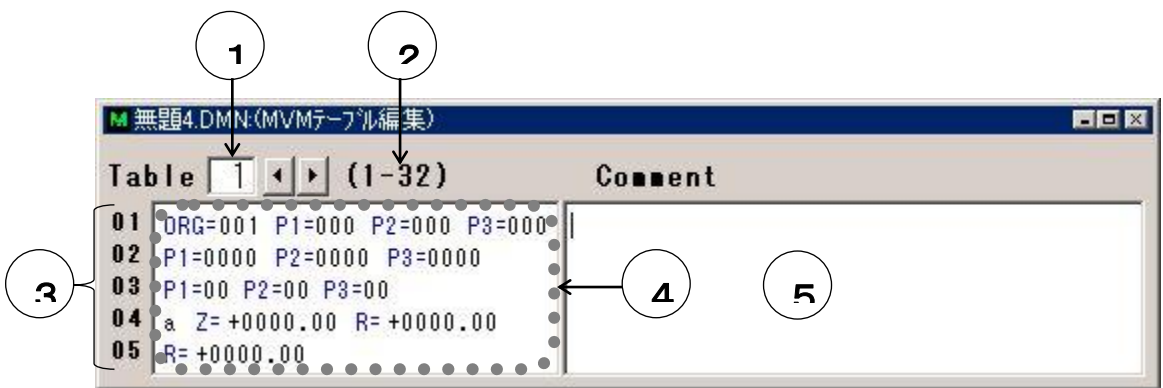 1 2
無題4.DMN:(MVMテーブル編集)
Table 1 (1-32) Comment
01 ORG=001 P1=000 P2=000 P3=000
02 P1=0000 P2=0000 P3=0000
03 P1=00 P2=00 P3=00
04 a Z=+0000.00 R=+0000.00
05 R=+0000.00
3 4 5